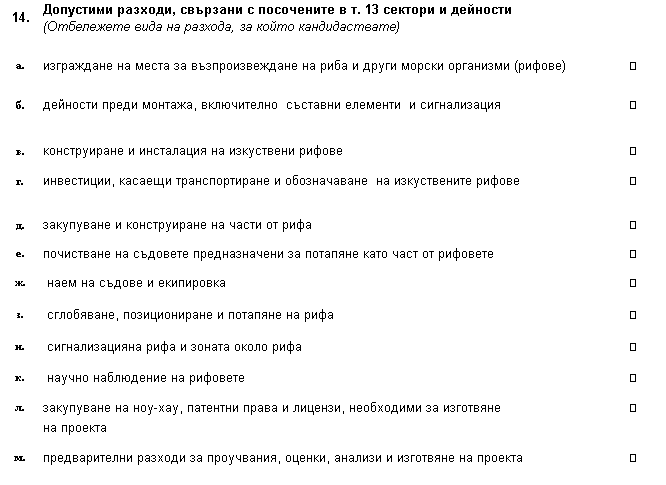 14. Допустими разходи, свързани с посочените в т. 13 сектори и дейности
(Отбележете вида на разхода, за който кандидаствате)
а. изграждане на места за възпроизвеждане на риба и други морски организми (рифове) □
б. дейности преди монтажа, включително съставни елементи и сигнализация □
в. конструиране и инсталация на изкуствени рифове □
г. инвестиции, касаещи транспортиране и обозначаване на изкуствените рифове □
д. закупуване и конструиране на части от рифа □
е. почистване на съдовете предназначени за потапяне като част от рифовете □
ж. наем на съдове и екипировка □
з. сглобяване, позициониране и потапяне на рифа □
и. сигнализацияна рифа и зоната около рифа □
к. научно наблюдение на рифовете □
л. закупуване на ноу-хау, патентни права и лицензи, необходими за изготвяне □
на проекта
м. предварителни разходи за проучвания, оценки, анализи и изготвяне на проекта □